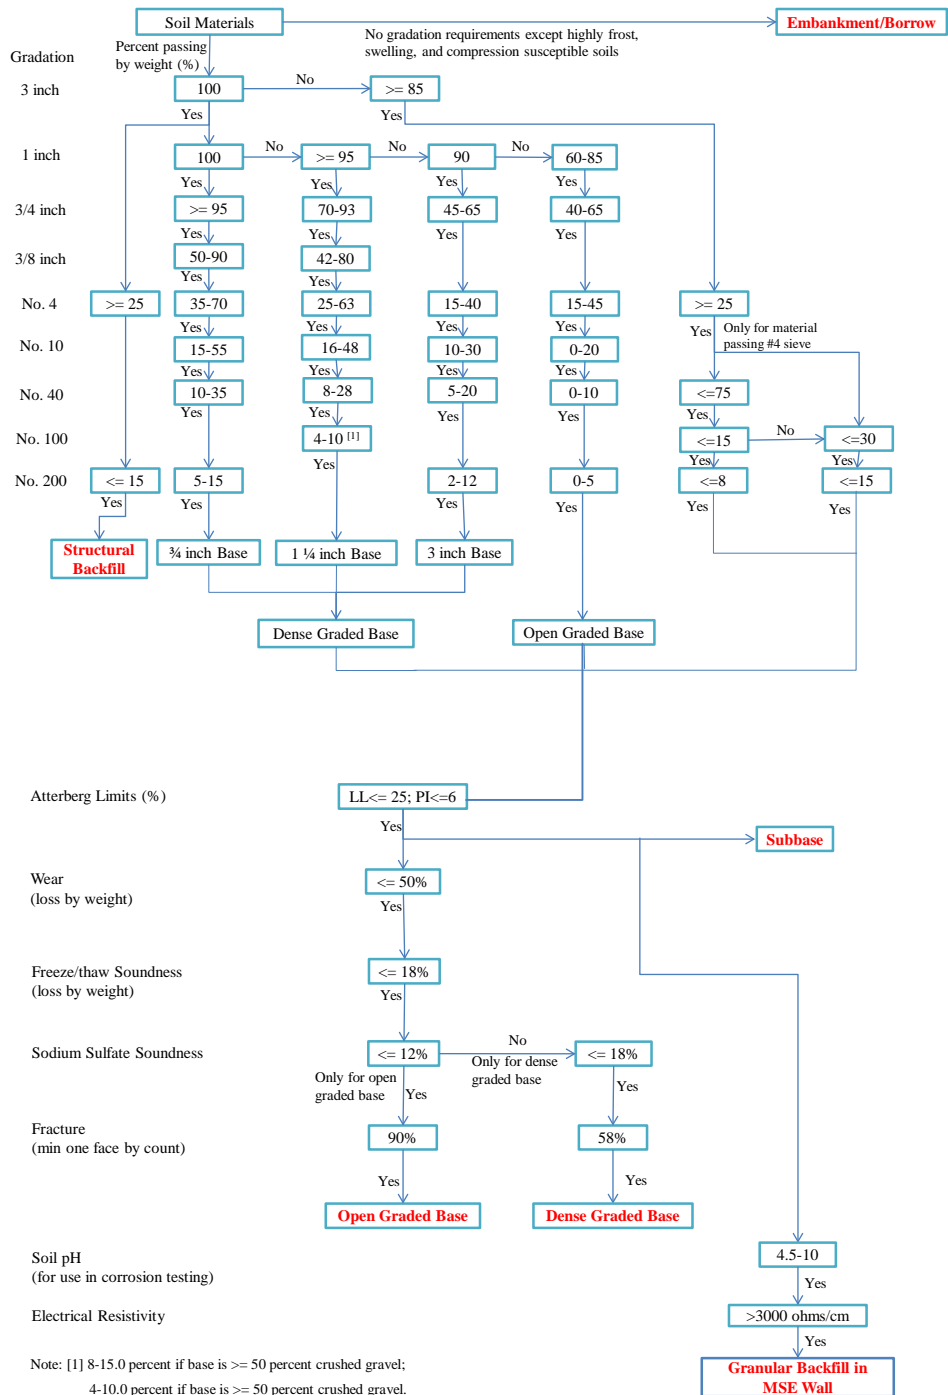 Soil Materials
Embankment/Borrow
No gradation requirements except highly frost,
swelling, and compression susceptible soils
Percent passing
by weight (%)
Gradation
3 inch
100
No
>= 85
Yes
Yes
1 inch
100
No
>= 95
No
90
No
60-85
Yes
Yes
Yes
Yes
3/4 inch
>= 95
70-93
45-65
40-65
Yes
Yes
Yes
Yes
3/8 inch
50-90
42-80
Yes
Yes
No. 4
>= 25
35-70
25-63
15-40
15-45
>= 25
Yes
Yes
Yes
Yes
Yes
Only for material
passing #4 sieve
No. 10
15-55
16-48
10-30
0-20
Yes
Yes
Yes
Yes
No. 40
10-35
8-28
5-20
0-10
<=75
Yes
Yes
Yes
Yes
Yes
No. 100
4-10 [1]
<=15
No
<=30
Yes
Yes
Yes
No. 200
<= 15
5-15
2-12
0-5
<=8
<=15
Yes
Yes
Yes
Yes
Yes
Yes
Structural
Backfill
¾ inch Base
1 ¼ inch Base
3 inch Base
Dense Graded Base
Open Graded Base
Atterberg Limits (%)
LL<= 25; PI<=6
Yes
Subbase
Wear
(loss by weight)
<= 50%
Yes
Freeze/thaw Soundness
(loss by weight)
<= 18%
Yes
Sodium Sulfate Soundness
<= 12%
No
Only for dense
graded base
<= 18%
Only for open
graded base
Yes
Yes
Fracture
(min one face by count)
90%
58%
Yes
Yes
Open Graded Base
Dense Graded Base
Soil pH
(for use in corrosion testing)
4.5-10
Yes
Electrical Resistivity
>3000 ohms/cm
Yes
Granular Backfill in
MSE Wall
Note: [1] 8-15.0 percent if base is >= 50 percent crushed gravel;
4-10.0 percent if base is >= 50 percent crushed gravel.